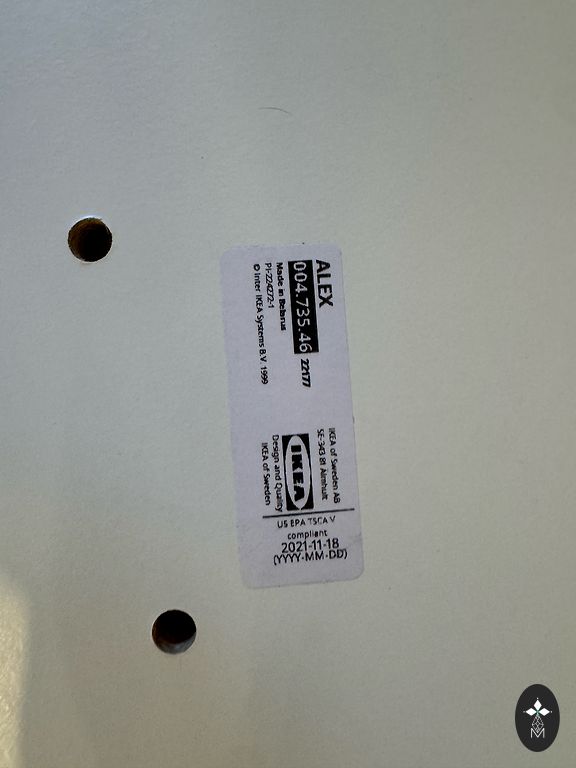 ALEX
004.735.46 22177
Made in Belarus
PI-224272-1
© Inter IKEA Systems B.V. 1999
IKEA of Sweden AB
SE-343 81 Älmhult
IKEA
Design and Quality
IKEA of Sweden
US EPA TSCA VI
compliant
2021-11-18
(YYYY-MM-DD)
M